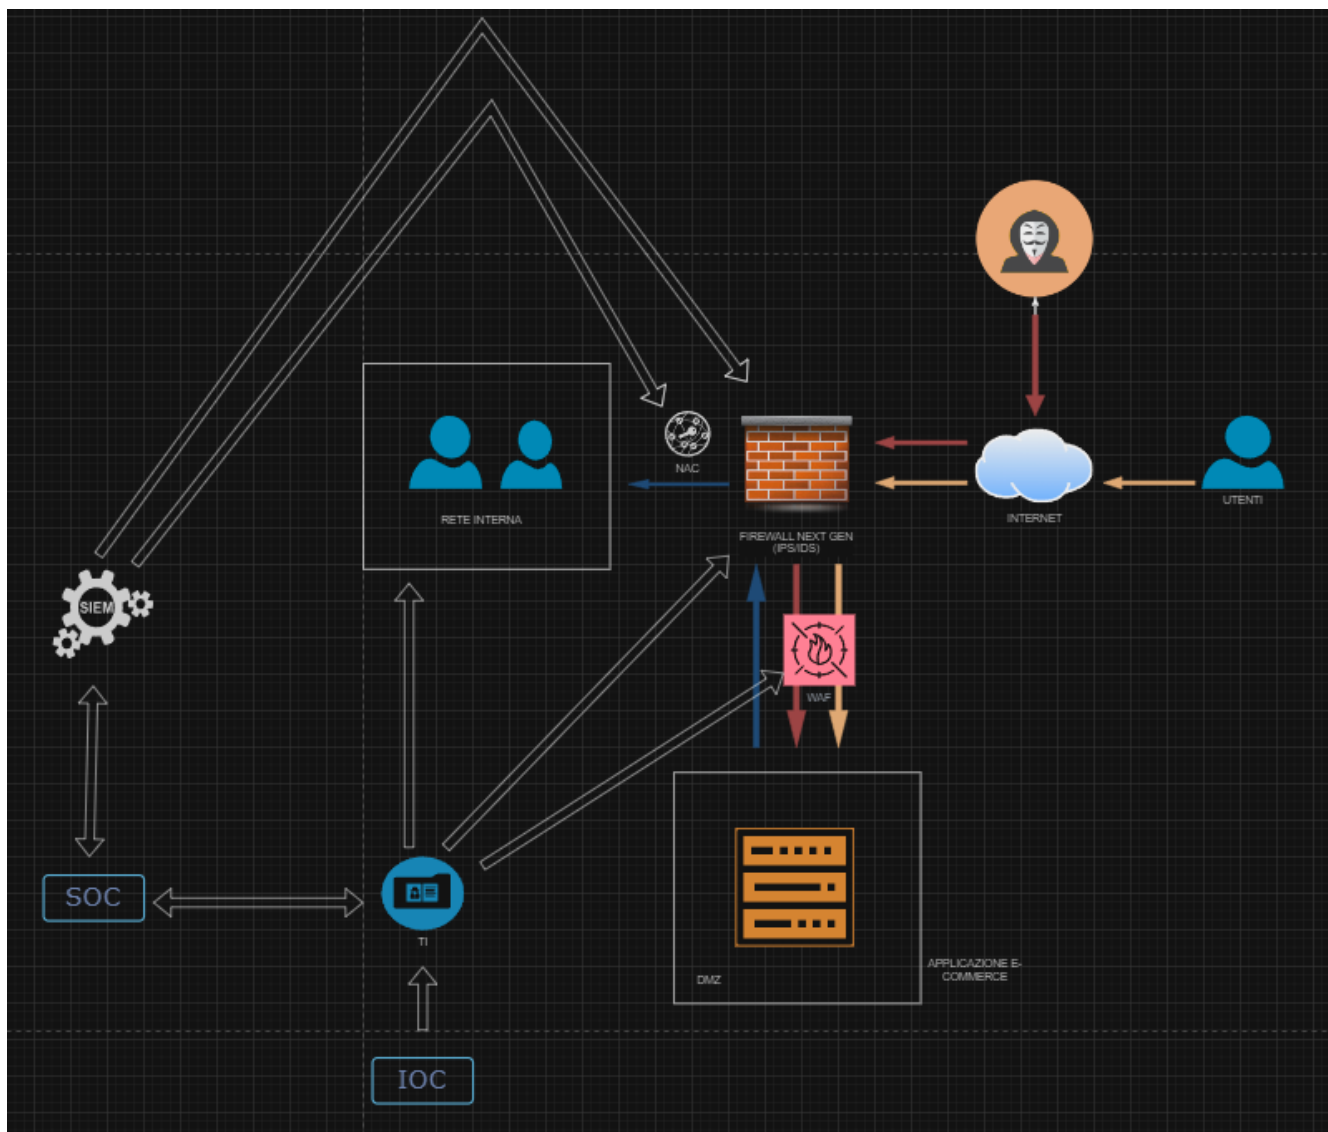 NAC
UTENTI
RETE INTERNA
INTERNET
FIREWALL NEXT GEN
(IPS/IDS)
SIEM
WAF
SOC
TI
APPLICAZIONE E-
COMMERCE
DMZ
IOC